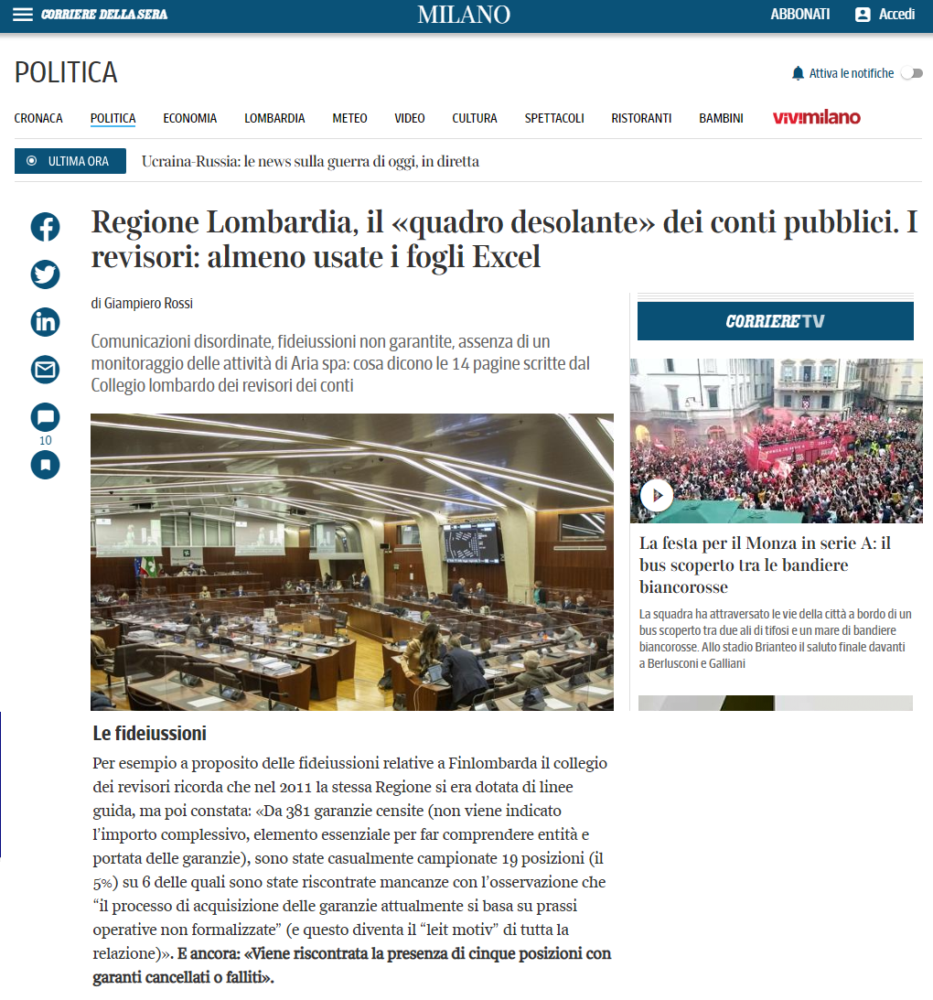 CORRIERE DELLA SERA
MILANO
ABBONATI
Accedi
POLITICA
Attiva le notifiche
CRONACA POLITICA ECONOMIA LOMBARDIA METEO VIDEO CULTURA SPETTACOLI RISTORANTI BAMBINI vivimilano
ULTIMA ORA
Ucraina-Russia: le news sulla guerra di oggi, in diretta
Regione Lombardia, il «quadro desolante» dei conti pubblici. I
revisori: almeno usate i fogli Excel
di Giampiero Rossi
Comunicazioni disordinate, fideiussioni non garantite, assenza di un
monitoraggio delle attività di Aria spa: cosa dicono le 14 pagine scritte dal
Collegio lombardo dei revisori dei conti
10
Le fideiussioni
Per esempio a proposito delle fideiussioni relative a Finlombarda il collegio
dei revisori ricorda che nel 2011 la stessa Regione si era dotata di linee
guida, ma poi constata: «Da 381 garanzie censite (non viene indicato
l’importo complessivo, elemento essenziale per far comprendere entità e
portata delle garanzie), sono state casualmente campionate 19 posizioni (il
5%) su 6 delle quali sono state riscontrate mancanze con l’osservazione che
“il processo di acquisizione delle garanzie attualmente si basa su prassi
operative non formalizzate” (e questo diventa il “leit motiv” di tutta la
relazione)». E ancora: «Viene riscontrata la presenza di cinque posizioni con
garanti cancellati o falliti».
CORRIERE TV
MONZA IN SERIE A
La festa per il Monza in serie A: il
bus scoperto tra le bandiere
biancorosse
La squadra ha attraversato le vie della città a bordo di un
bus scoperto tra due ali di tifosi e un mare di bandiere
biancorosse. Allo stadio Brianteo il saluto finale davanti
a Berlusconi e Galliani